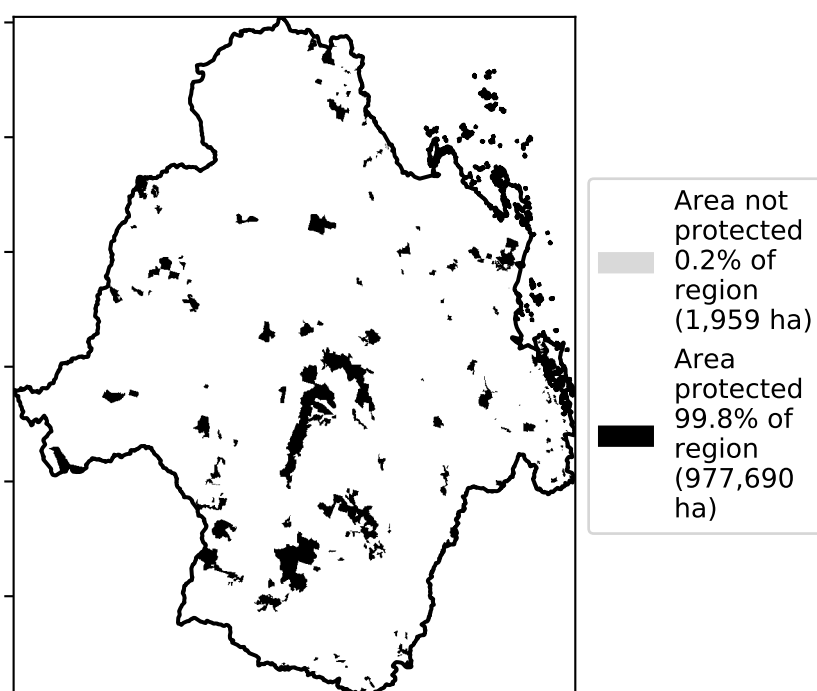 Area not
protected
0.2% of
region
(1,959 ha)
Area
protected
99.8% of
region
(977,690
ha)